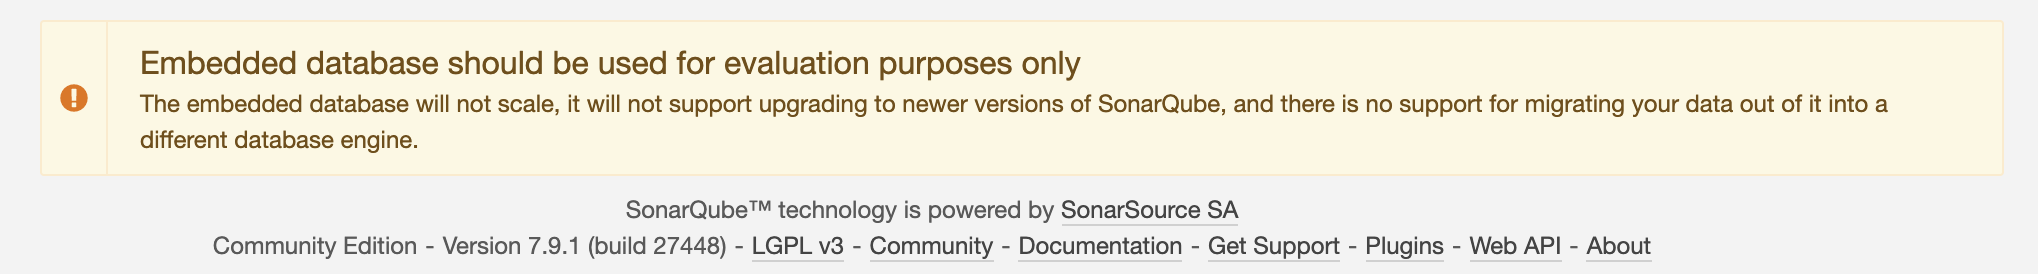 Embedded database should be used for evaluation purposes only
The embedded database will not scale, it will not support upgrading to newer versions of SonarQube, and there is no support for migrating your data out of it into a
different database engine.
SonarQube™ technology is powered by SonarSource SA
Community Edition - Version 7.9.1 (build 27448) - LGPL v3 - Community - Documentation - Get Support - Plugins - Web API - About